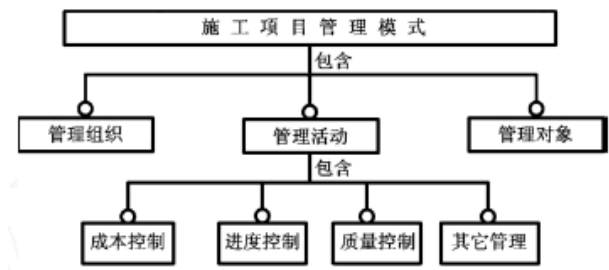 施工项目管理模式
包含
管理组织 管理活动 管理对象
包含
成本控制 进度控制 质量控制 其它管理